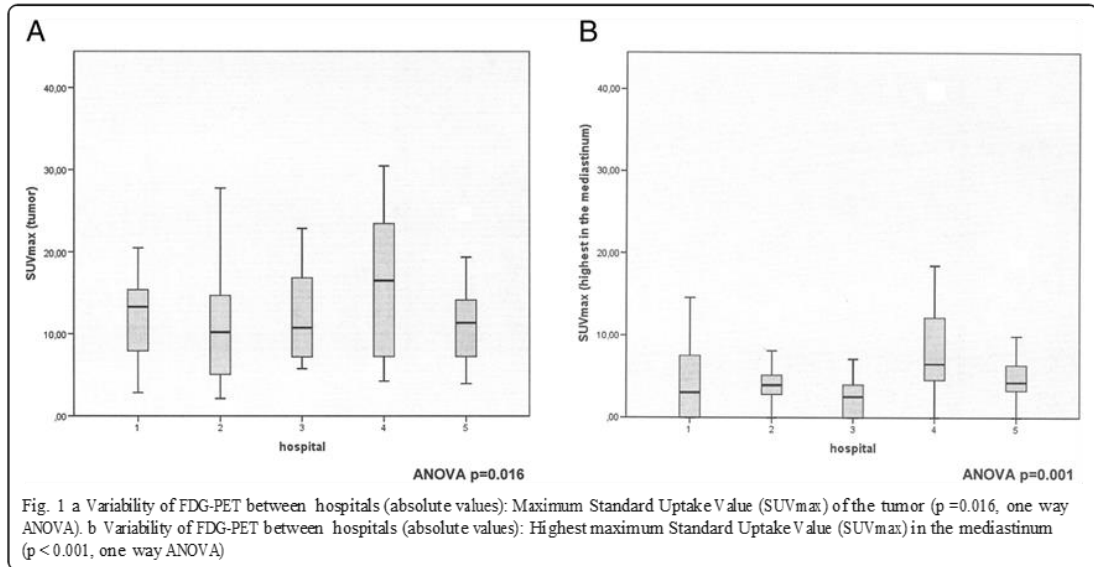 A
SUVmax (tumor)
40,00
30,00
20,00
10,00
,00
1 2 3 4 5
hospital
ANOVA p=0.016
B
SUVmax (highest in the mediastinum)
40,00
30,00
20,00
10,00
,00
1 2 3 4 5
hospital
ANOVA p=0.001
Fig. 1 a Variability of FDG-PET between hospitals (absolute values): Maximum Standard Uptake Value (SUVmax) of the tumor (p =0.016, one way
ANOVA). b Variability of FDG-PET between hospitals (absolute values): Highest maximum Standard Uptake Value (SUVmax) in the mediastinum
(p < 0.001, one way ANOVA)